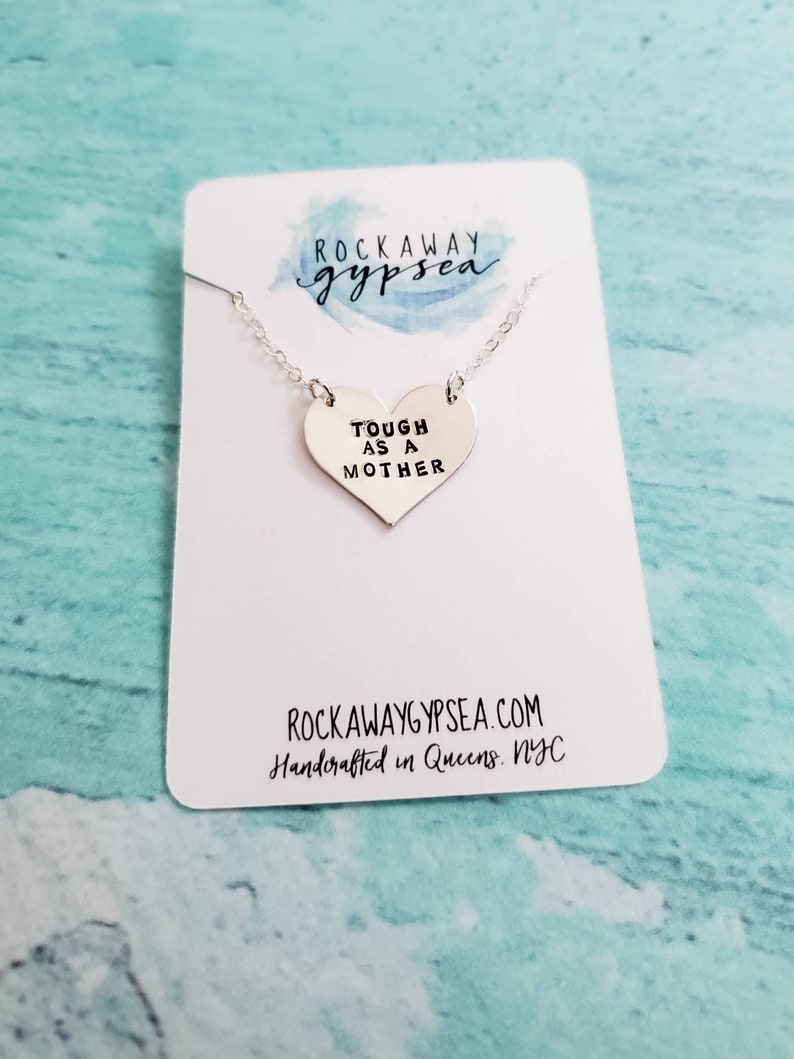 ROCKAWAY
gypsea
TOUGH
AS A
MOTHER
ROCKAWAYGYPSEA.COM
Handcrafted in Queens, NYC